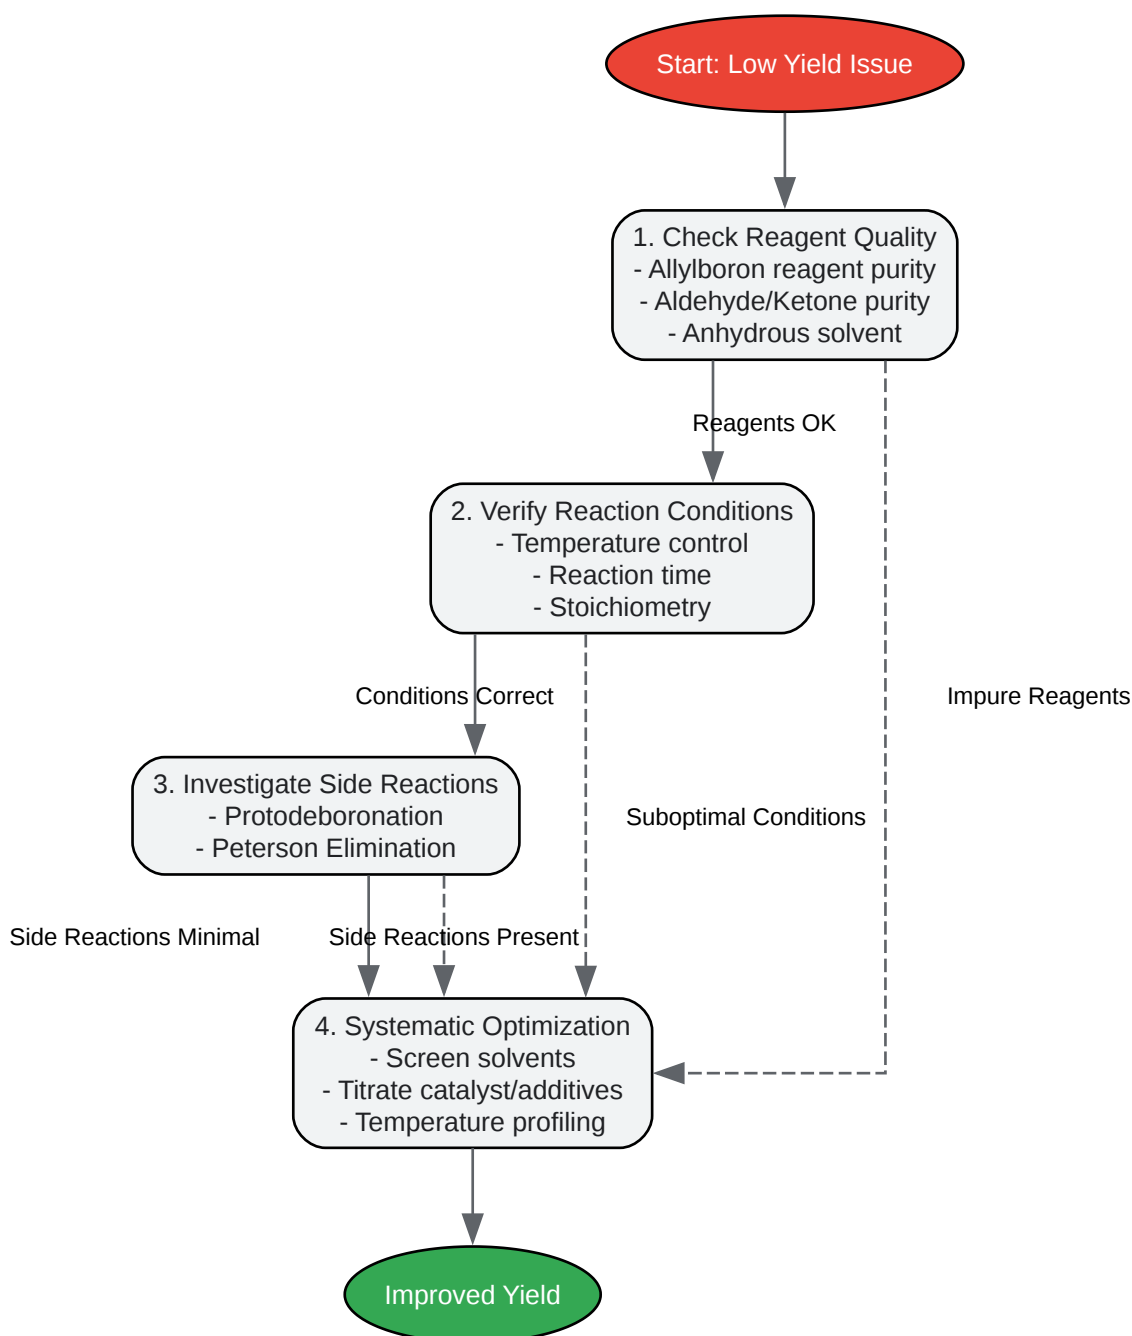 Start: Low Yield Issue
1. Check Reagent Quality
- Allylboron reagent purity
- Aldehyde/Ketone purity
- Anhydrous solvent
Reagents OK
2. Verify Reaction Conditions
- Temperature control
- Reaction time
- Stoichiometry
Conditions Correct
Impure Reagents
3. Investigate Side Reactions
- Protodeboronation
- Peterson Elimination
Suboptimal Conditions
Side Reactions Minimal
Side Reactions Present
4. Systematic Optimization
- Screen solvents
- Titrate catalyst/additives
- Temperature profiling
Improved Yield